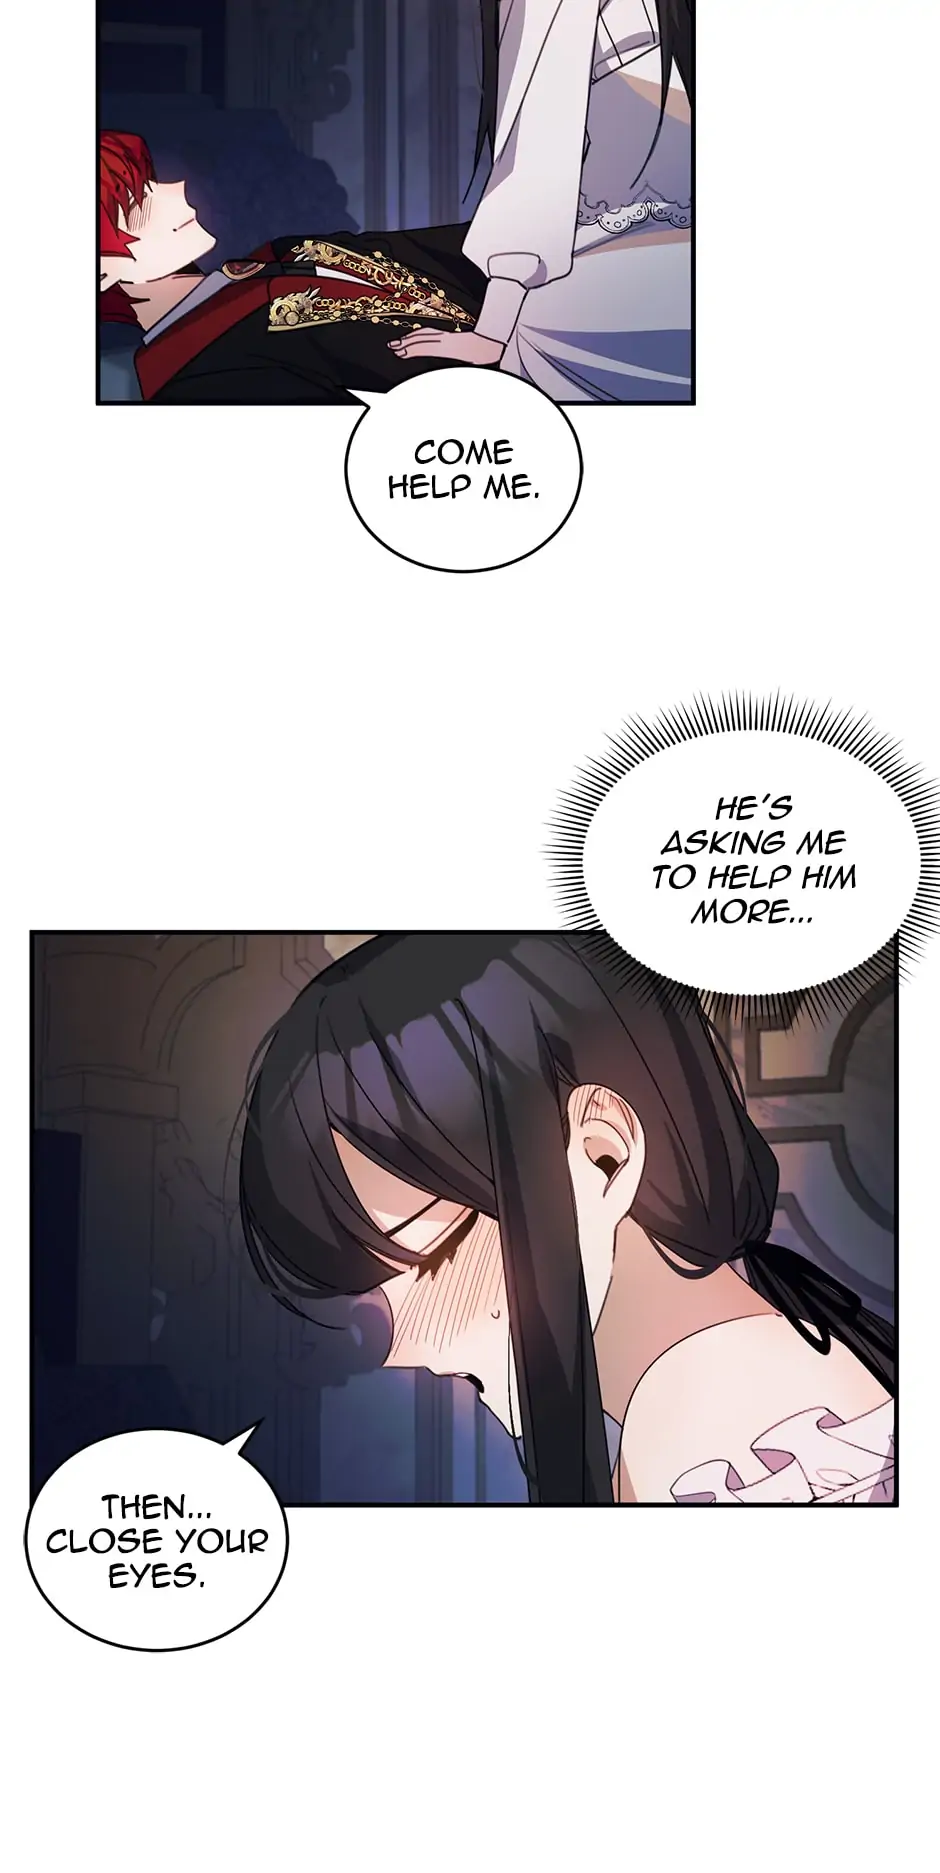 COME
HELP ME.
HE'S
ASKING ME
TO HELP HIM
MORE...
THEN...
CLOSE YOUR
EYES.